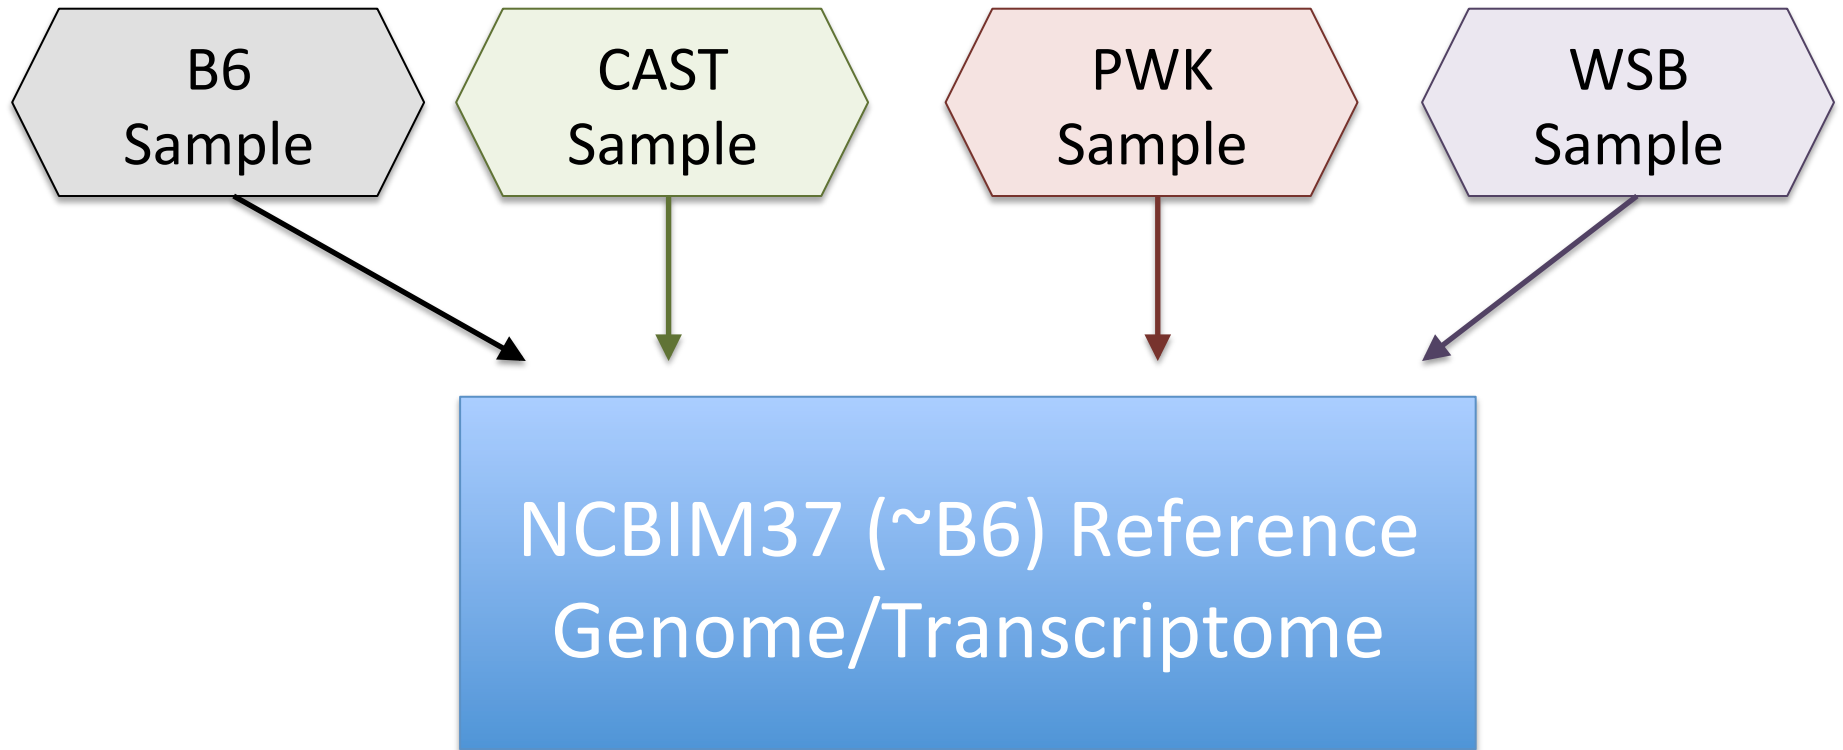 B6
Sample
CAST
Sample
PWK
Sample
WSB
Sample
NCBIM37 (~B6) Reference
Genome/Transcriptome